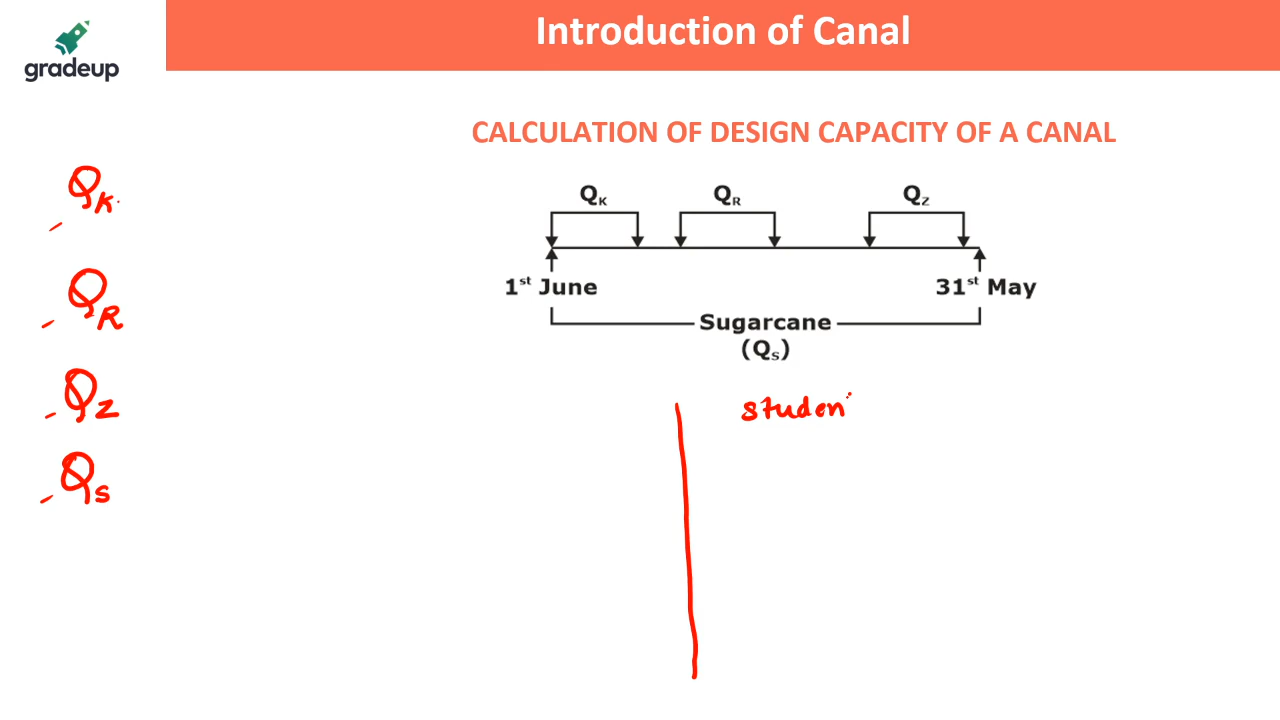 Introduction of Canal
gradeup
CALCULATION OF DESIGN CAPACITY OF A CANAL
QK QR QZ
1st June 31st May
Sugarcane
(Qs)
QK
QR
QZ
Qs
studen